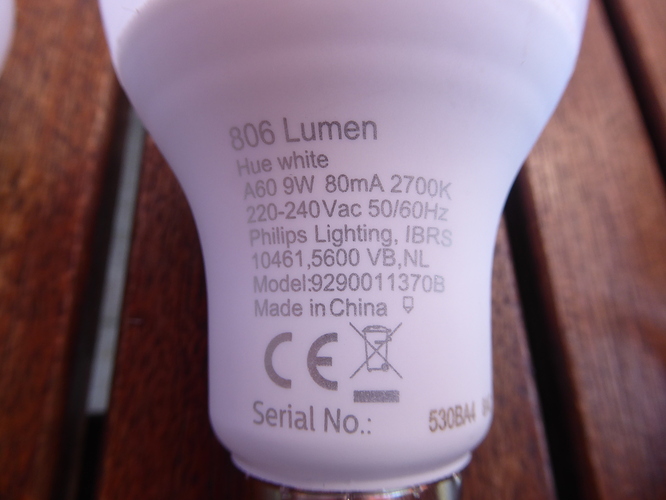 806 Lumen
Hue white
A60 9W 80mA 2700K
220-240Vac 50/60Hz
Philips Lighting, IBRS
10461,5600 VB,NL
Model:9290011370B
Made in China
CE
Serial No.: 530BA4